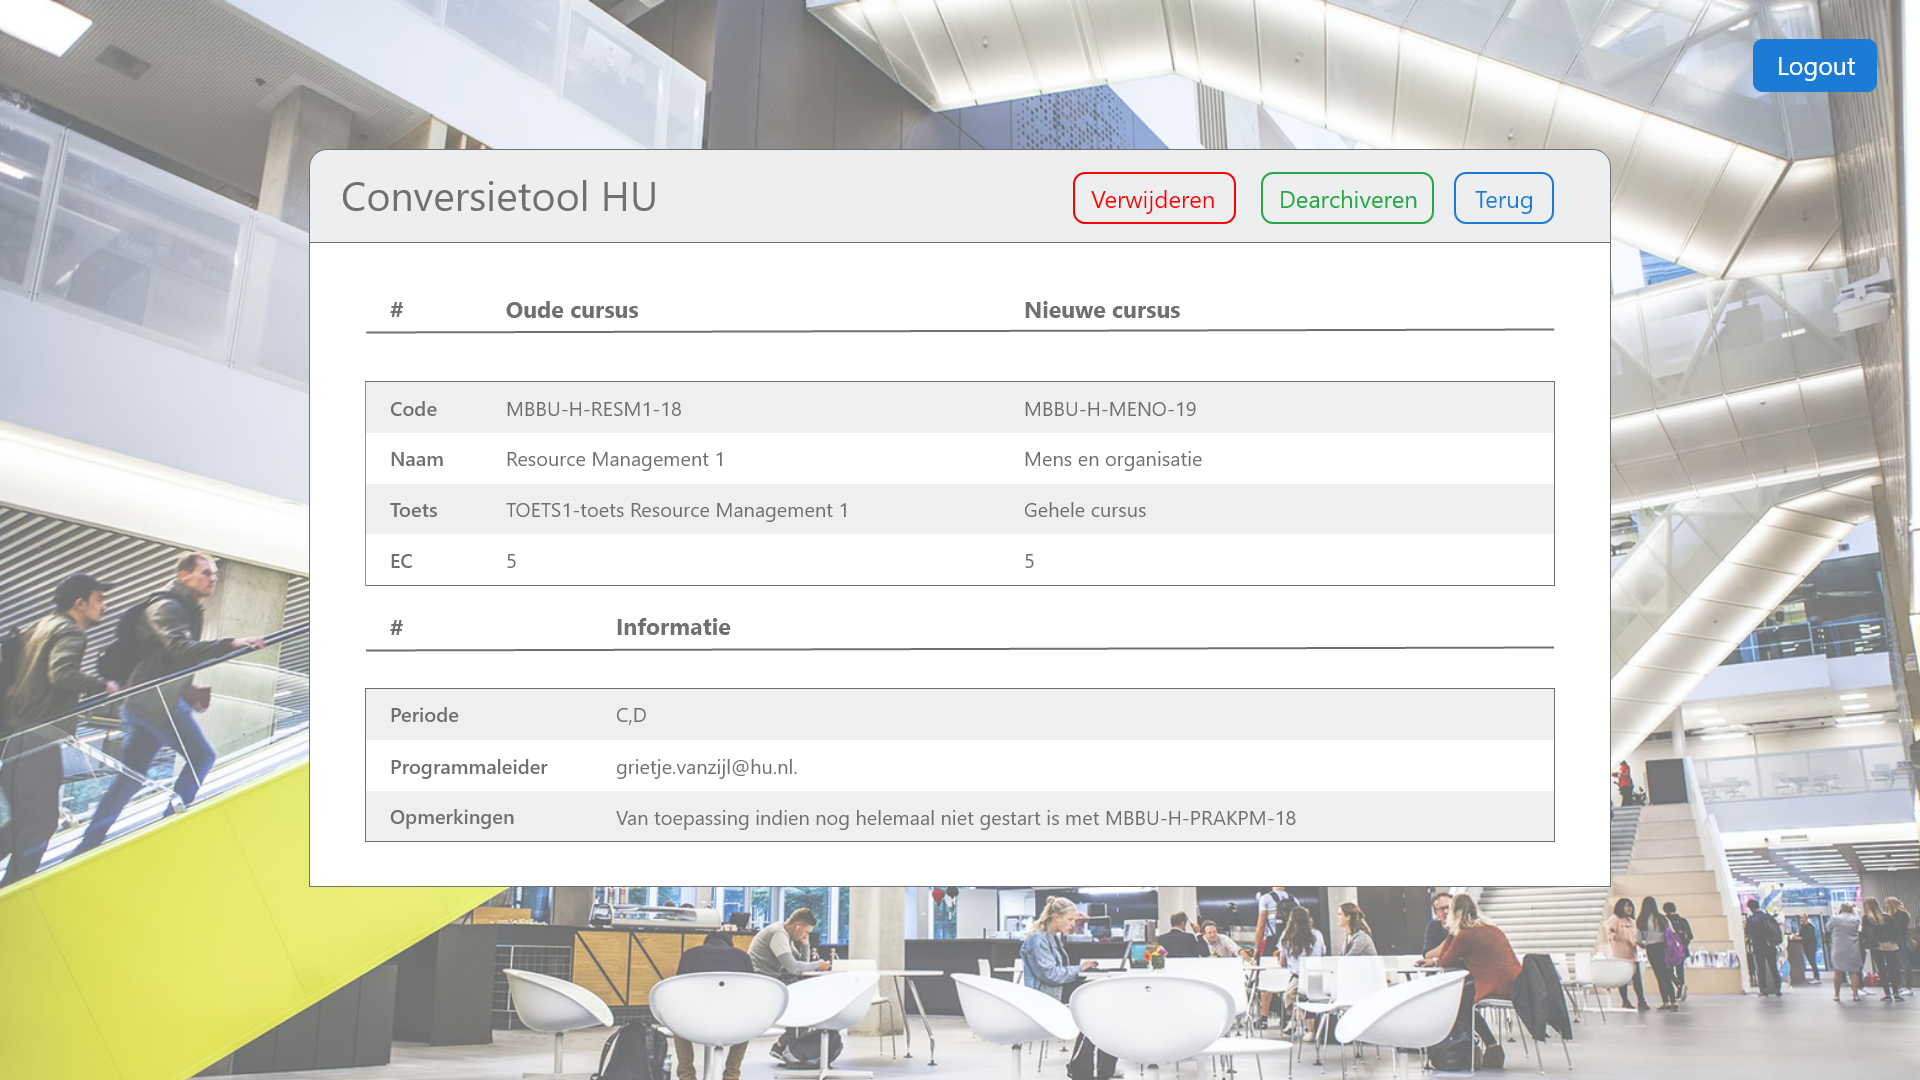 Logout
Conversietool HU
Verwijderen Dearchiveren Terug
# Oude cursus Nieuwe cursus
Code MBBU-H-RESM1-18 MBBU-H-MENO-19
Naam Resource Management 1 Mens en organisatie
Toets TOETS1-toets Resource Management 1 Gehele cursus
EC 5 5
# Informatie
Periode C,D
Programmaleider grietje.vanzijl@hu.nl.
Opmerkingen Van toepassing indien nog helemaal niet gestart is met MBBU-H-PRAKPM-18